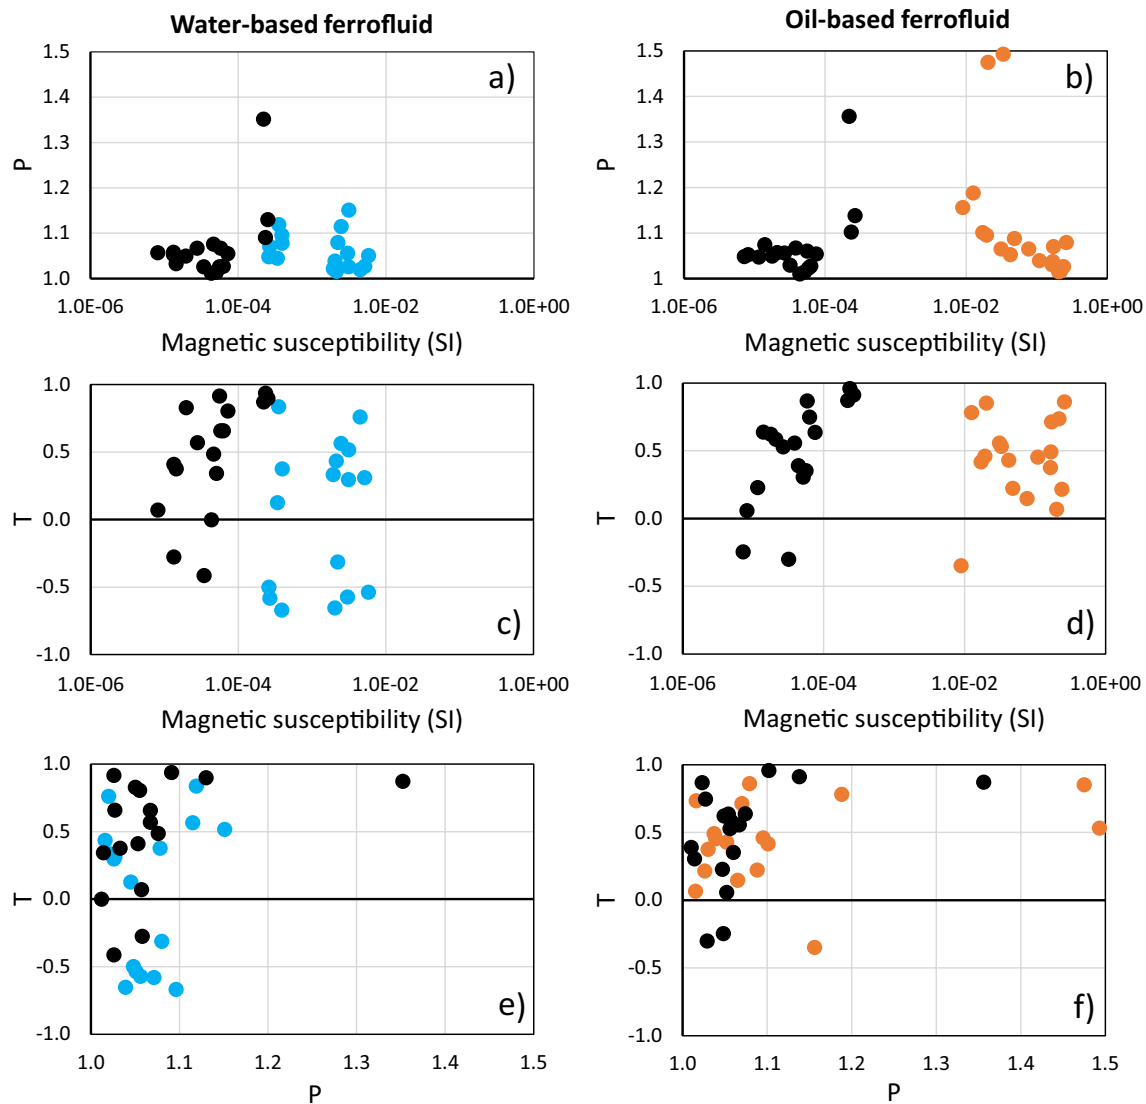 Water-based ferrofluid
Oil-based ferrofluid
1.5
1.4
1.3
1.2
1.1
1.0
P
a)
1.0E-06
1.0E-04
1.0E-02
1.0E+00
Magnetic susceptibility (SI)
1.5
1.4
1.3
1.2
1.1
1.0
P
b)
1.0E-06
1.0E-04
1.0E-02
1.0E+00
Magnetic susceptibility (SI)
1.0
0.5
0.0
-0.5
-1.0
T
c)
1.0E-06
1.0E-04
1.0E-02
1.0E+00
Magnetic susceptibility (SI)
1.0
0.5
0.0
-0.5
-1.0
T
d)
1.0E-06
1.0E-04
1.0E-02
1.0E+00
Magnetic susceptibility (SI)
1.0
0.5
0.0
-0.5
-1.0
T
e)
1.0
1.1
1.2
1.3
1.4
1.5
P
1.0
0.5
0.0
-0.5
-1.0
T
f)
1.0
1.1
1.2
1.3
1.4
1.5
P